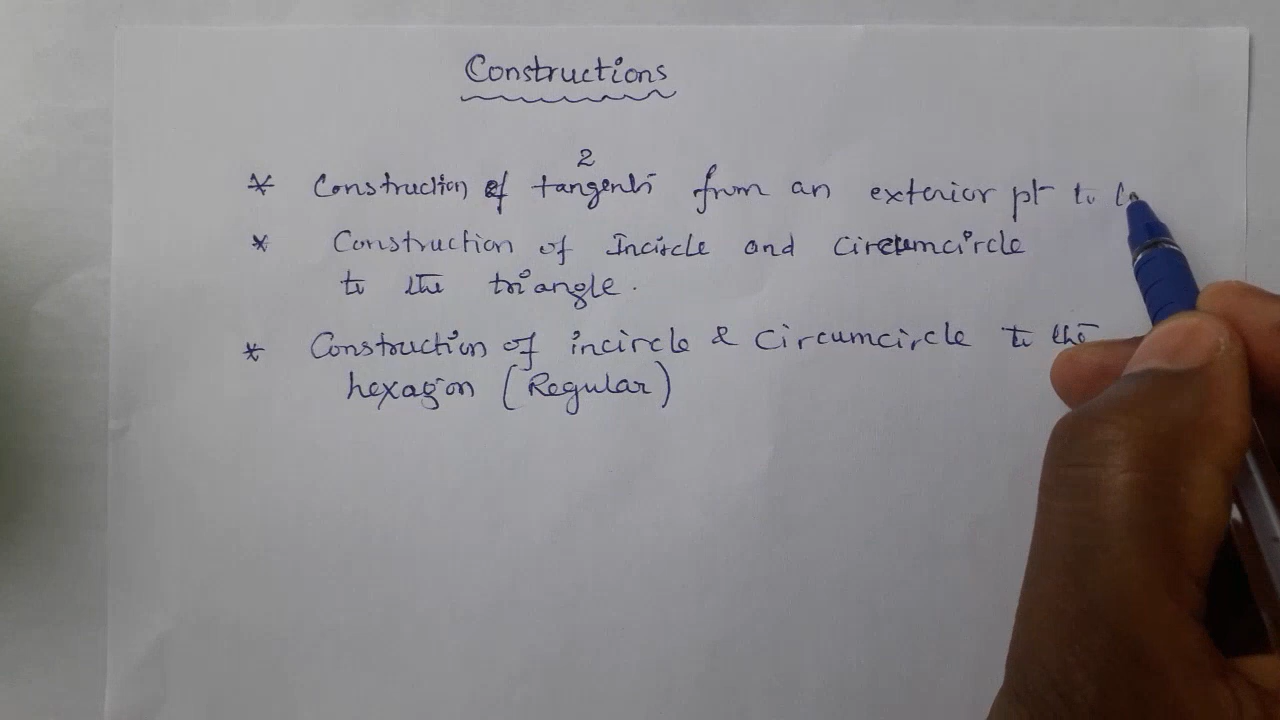 Constructions
2
* Construction of tangents from an exterior pt to
* Construction of Incircle and Circumcircle
to the triangle.
* Construction of incircle & Circumcircle to the
hexagon (Regular)